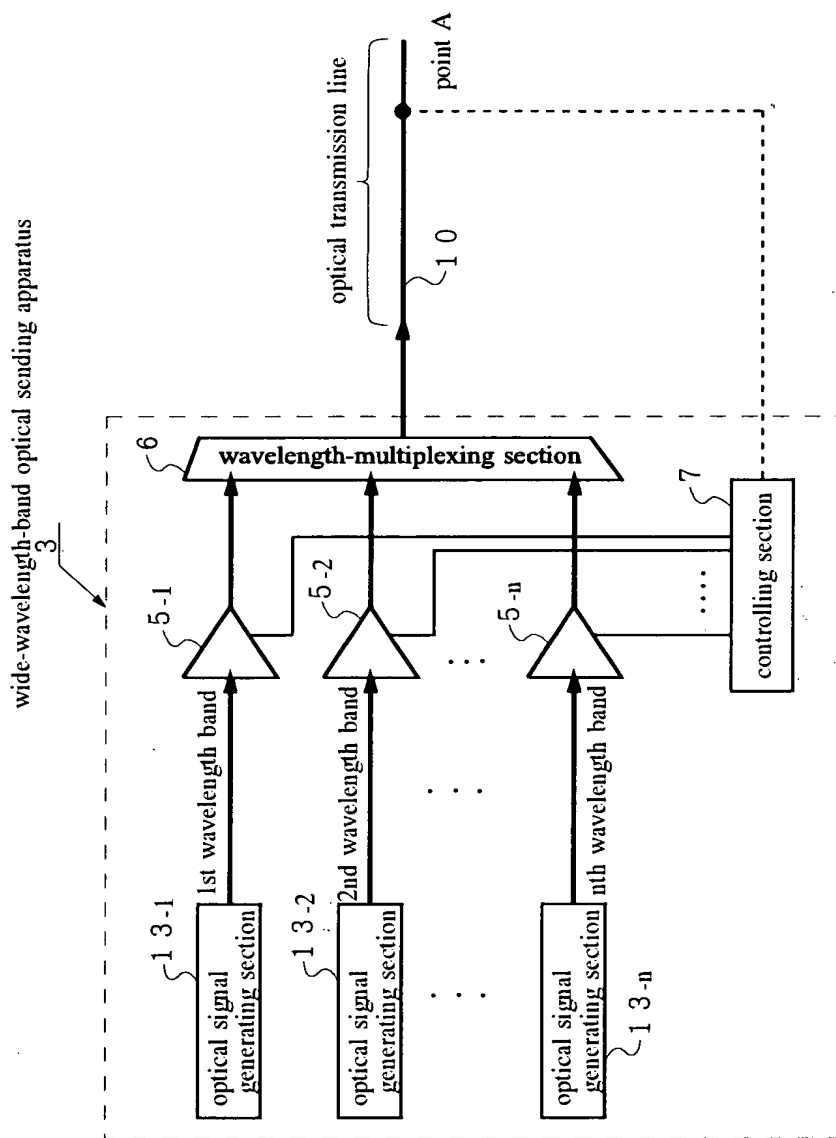 wide-wavelength-band optical sending apparatus
3
optical signal
generating section
13-1
1st wavelength band
5-1
optical signal
generating section
13-2
2nd wavelength band
5-2
optical signal
generating section
13-n
nth wavelength band
5-n
6
wavelength-multiplexing section
7
controlling section
optical transmission line
10
point A